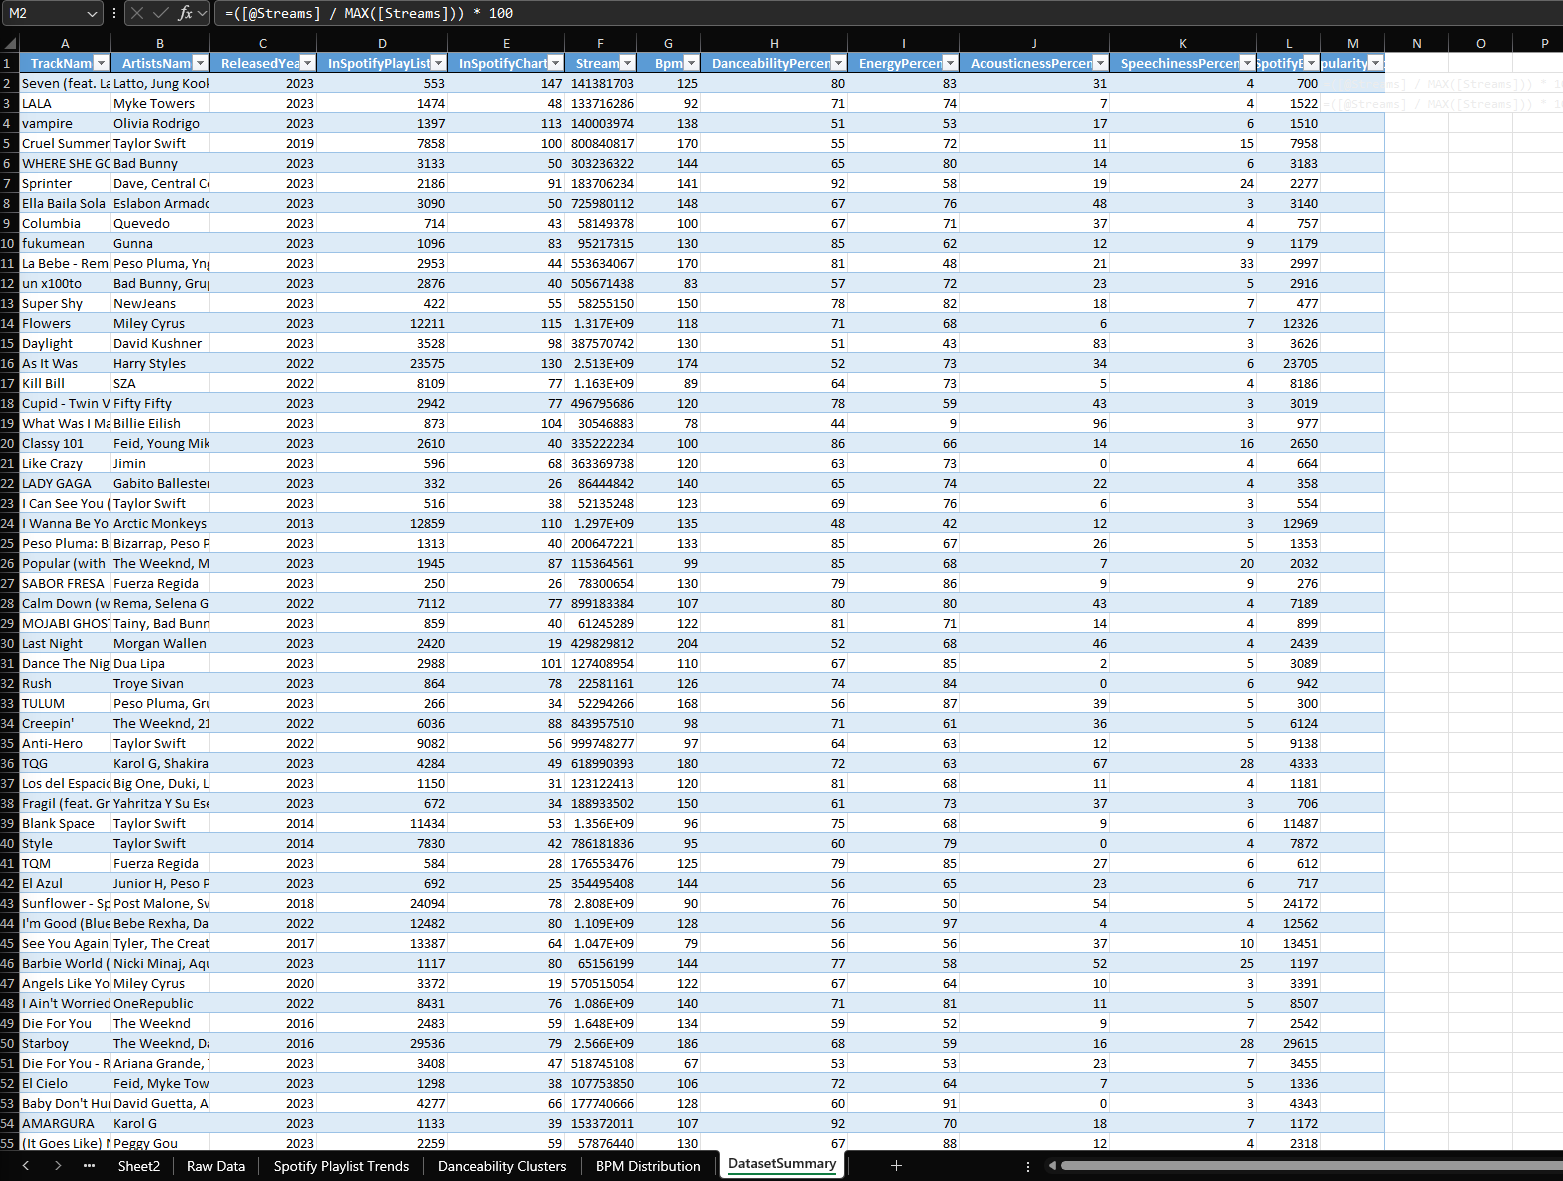 M2 fx =([@Streams] / MAX([Streams])) * 100
A B C D E F G H I J K L M N O P
1 TrackNam ArtistsNam ReleasedYea InSpotifyPlayList InSpotifyChart Stream Bpm DanceabilityPercen EnergyPercen AcousticnessPercen SpeechinessPercen SpotifyE pularity
2 Seven (feat. La Latto, Jung Kook 2023 553 147 141381703 125 80 83 31 4 700 ms] / MAX([Streams])) * 10
3 LALA Myke Towers 2023 1474 48 133716286 92 71 74 7 4 1522 =([@Streams] / MAX([Streams])) * 10
4 vampire Olivia Rodrigo 2023 1397 113 140003974 138 51 53 17 6 1510
5 Cruel Summer Taylor Swift 2019 7858 100 800840817 170 55 72 11 15 7958
6 WHERE SHE GO Bad Bunny 2023 3133 50 303236322 144 65 80 14 6 3183
7 Sprinter Dave, Central C 2023 2186 91 183706234 141 92 58 19 24 2277
8 Ella Baila Sola Eslabon Armado 2023 3090 50 725980112 148 67 76 48 3 3140
9 Columbia Quevedo 2023 714 43 58149378 100 67 71 37 4 757
10 fukumean Gunna 2023 1096 83 95217315 130 85 62 12 9 1179
11 La Bebe - Rem Peso Pluma, Yng 2023 2953 44 553634067 170 81 48 21 33 2997
12 un x100to Bad Bunny, Grup 2023 2876 40 505671438 83 57 72 23 5 2916
13 Super Shy NewJeans 2023 422 55 58255150 150 78 82 18 7 477
14 Flowers Miley Cyrus 2023 12211 115 1.317E+09 118 71 68 6 7 12326
15 Daylight David Kushner 2023 3528 98 387570742 130 51 43 83 3 3626
16 As It Was Harry Styles 2022 23575 130 2.513E+09 174 52 73 34 6 23705
17 Kill Bill SZA 2022 8109 77 1.163E+09 89 64 73 5 4 8186
18 Cupid - Twin V Fifty Fifty 2023 2942 77 496795686 120 78 59 43 3 3019
19 What Was I Ma Billie Eilish 2023 873 104 30546883 78 44 9 96 3 977
20 Classy 101 Feid, Young Mik 2023 2610 40 335222234 100 86 66 14 16 2650
21 Like Crazy Jimin 2023 596 68 363369738 120 63 73 0 4 664
22 LADY GAGA Gabito Ballester 2023 332 26 86444842 140 65 74 22 4 358
23 I Can See You ( Taylor Swift 2023 516 38 52135248 123 69 76 6 3 554
24 I Wanna Be Yo Arctic Monkeys 2013 12859 110 1.297E+09 135 48 42 12 3 12969
25 Peso Pluma: B Bizarrap, Peso P 2023 1313 40 200647221 133 85 67 26 5 1353
26 Popular (with The Weeknd, M 2023 1945 87 115364561 99 85 68 7 20 2032
27 SABOR FRESA Fuerza Regida 2023 250 26 78300654 130 79 86 9 9 276
28 Calm Down (w Rema, Selena G 2022 7112 77 899183384 107 80 80 43 4 7189
29 MOJABI GHOST Tainy, Bad Bunn 2023 859 40 61245289 122 81 71 14 4 899
30 Last Night Morgan Wallen 2023 2420 19 429829812 204 52 68 46 4 2439
31 Dance The Nig Dua Lipa 2023 2988 101 127408954 110 67 85 2 5 3089
32 Rush Troye Sivan 2023 864 78 22581161 126 74 84 0 6 942
33 TULUM Peso Pluma, Gru 2023 266 34 52294266 168 56 87 39 5 300
34 Creepin' The Weeknd, 21 2022 6036 88 843957510 98 71 61 36 5 6124
35 Anti-Hero Taylor Swift 2022 9082 56 999748277 97 64 63 12 5 9138
36 TQG Karol G, Shakira 2023 4284 49 618990393 180 72 63 67 28 4333
37 Los del Espacio Big One, Duki, L 2023 1150 31 123122413 120 81 68 11 4 1181
38 Fragil (feat. Gr Yahritza Y Su Ese 2023 672 34 188933502 150 61 73 37 3 706
39 Blank Space Taylor Swift 2014 11434 53 1.356E+09 96 75 68 9 6 11487
40 Style Taylor Swift 2014 7830 42 786181836 95 60 79 0 4 7872
41 TQM Fuerza Regida 2023 584 28 176553476 125 79 85 27 6 612
42 El Azul Junior H, Peso P 2023 692 25 354495408 144 56 65 23 6 717
43 Sunflower - Sp Post Malone, Sw 2018 24094 78 2.808E+09 90 76 50 54 5 24172
44 I'm Good (Blue Bebe Rexha, Da 2022 12482 80 1.109E+09 128 56 97 4 4 12562
45 See You Again Tyler, The Creat 2017 13387 64 1.047E+09 79 56 56 37 10 13451
46 Barbie World ( Nicki Minaj, Aqu 2023 1117 80 65156199 144 77 58 52 25 1197
47 Angels Like Yo Miley Cyrus 2020 3372 19 570515054 122 67 64 10 3 3391
48 I Ain't Worried OneRepublic 2022 8431 76 1.086E+09 140 71 81 11 5 8507
49 Die For You The Weeknd 2016 2483 59 1.648E+09 134 59 52 9 7 2542
50 Starboy The Weeknd, Da 2016 29536 79 2.566E+09 186 68 59 16 28 29615
51 Die For You - R Ariana Grande, 2023 3408 47 518745108 67 53 53 23 7 3455
52 El Cielo Feid, Myke Tow 2023 1298 38 107753850 106 72 64 7 5 1336
53 Baby Don't Hur David Guetta, A 2023 4277 66 177740666 128 60 91 0 3 4343
54 AMARGURA Karol G 2023 1133 39 153372011 107 92 70 18 7 1172
55 (It Goes Like) N Peggy Gou 2023 2259 59 57876440 130 67 88 12 4 2318
Sheet2 Raw Data Spotify Playlist Trends Danceability Clusters BPM Distribution DatasetSummary